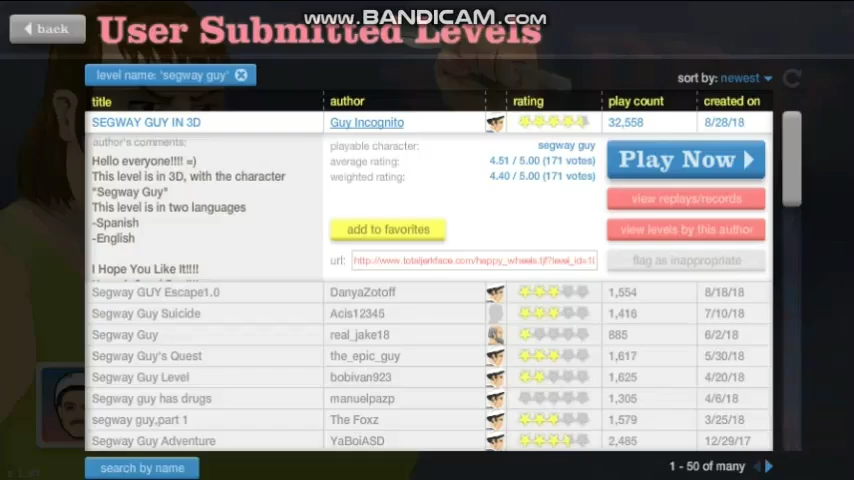 www.BANDICAM.com
back
User Submitted Levels
level name: 'segway guy'
sort by: newest
title author rating play count created on
SEGWAY GUY IN 3D Guy Incognito 32,558 8/28/18
author's comments:
Hello everyone!!!! =)
This level is in 3D, with the character
"Segway Guy"
This level is in two languages
-Spanish
-English
I Hope You Like It!!!!
playable character: segway guy
average rating: 4.51 / 5.00 (171 votes)
weighted rating: 4.40 / 5.00 (171 votes)
add to favorites
url: http://www.totaljerkface.com/happy_wheels.tjf?level_id=10
Play Now
view replays/records
view levels by this author
flag as inappropriate
Segway GUY Escape1.0 DanyaZotoff 1,554 8/18/18
Segway Guy Suicide Acis12345 1,416 7/10/18
Segway Guy real_jake18 885 6/2/18
Segway Guy's Quest the_epic_guy 1,617 5/30/18
Segway Guy Level bobivan923 1,625 4/20/18
Segway guy has drugs manuelpazp 1,305 4/6/18
segway guy,part 1 The Foxz 1,579 3/25/18
Segway Guy Adventure YaBoiASD 2,485 12/29/17
search by name
1 - 50 of many